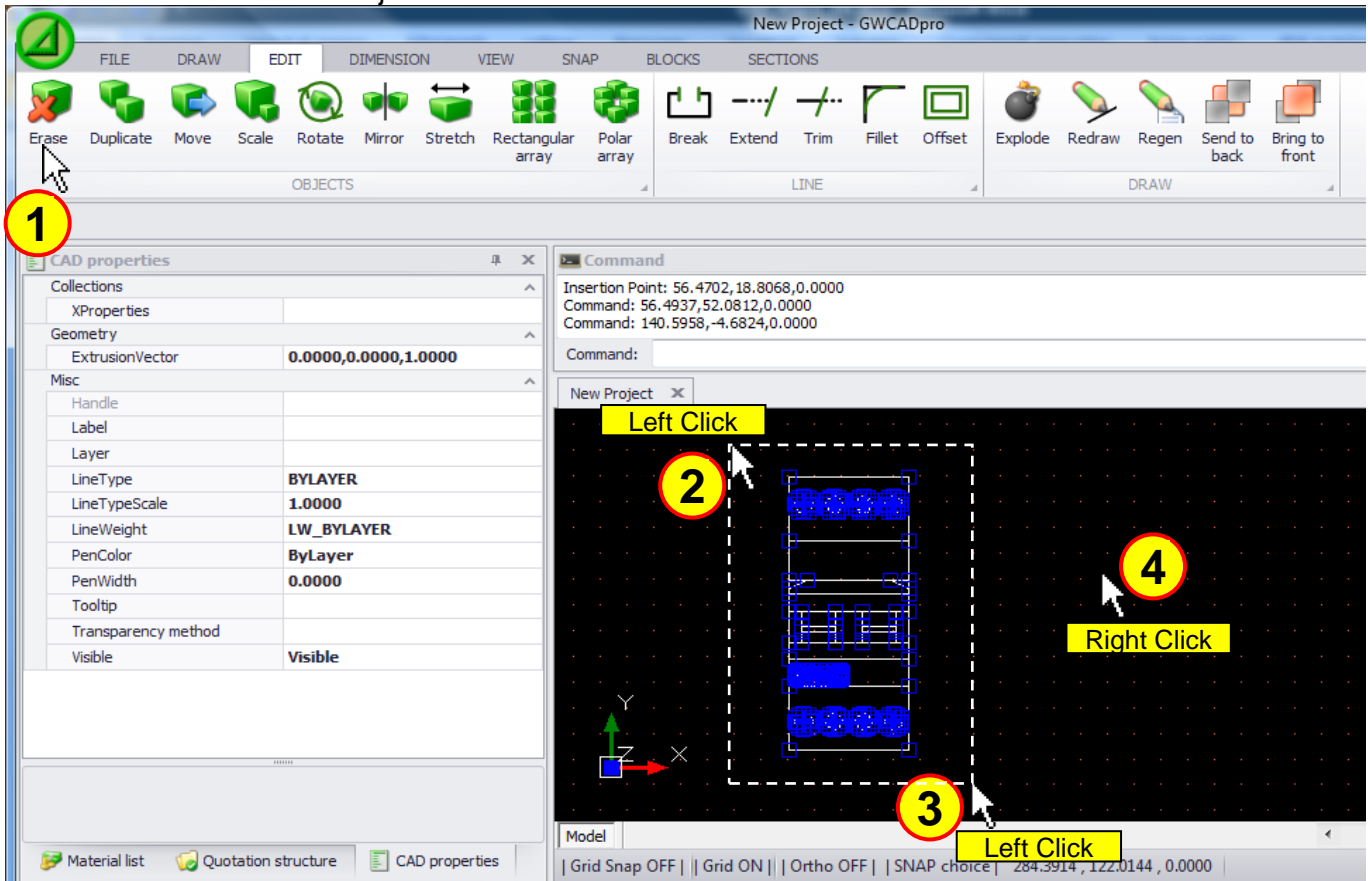 New Project - GWCADpro
FILE DRAW EDIT DIMENSION VIEW SNAP BLOCKS SECTIONS
Erase Duplicate Move Scale Rotate Mirror Stretch Rectangular array Polar array Break Extend Trim Fillet Offset Explode Redraw Regen Send to back Bring to front
OBJECTS LINE DRAW
1
CAD properties
Collections
XProperties
Geometry
ExtrusionVector 0.0000,0.0000,1.0000
Misc
Handle
Label
Layer
LineType BYLAYER
LineTypeScale 1.0000
LineWeight LW_BYLAYER
PenColor ByLayer
PenWidth 0.0000
Tooltip
Transparency method
Visible Visible
Material list Quotation structure CAD properties
Command
Insertion Point: 56.4702,18.8068,0.0000
Command: 56.4937,52.0812,0.0000
Command: 140.5958,-4.6824,0.0000
Command:
New Project
Left Click
2
4
Right Click
Y
Z X
3
Left Click
Model
| Grid Snap OFF | | Grid ON | | Ortho OFF | | SNAP choice | 284.3914 , 122.0144 , 0.0000